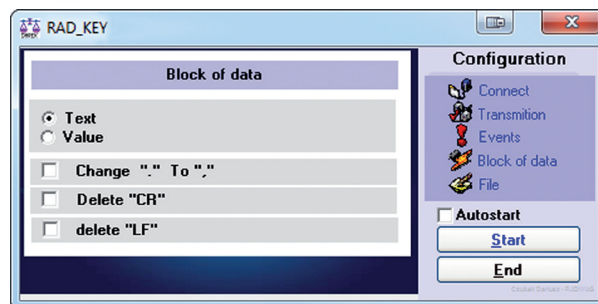 RAD_KEY
Block of data
Text
Value
Change "." To ","
Delete "CR"
delete "LF"
Configuration
Connect
Transmition
Events
Block of data
File
Autostart
Start
End